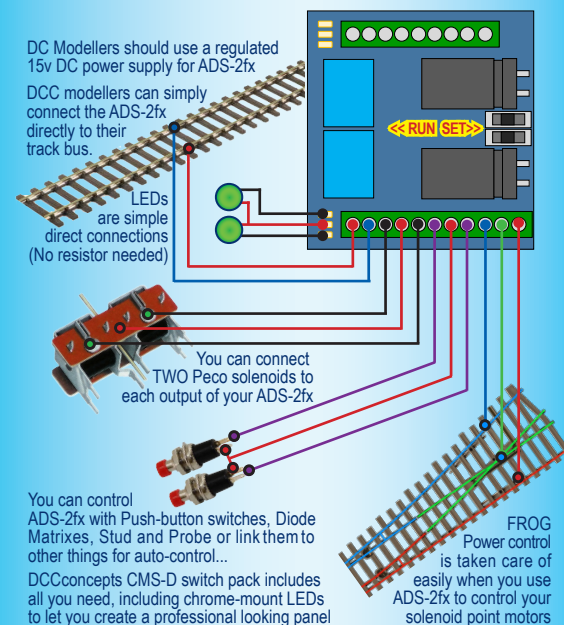 DC Modellers should use a regulated
15v DC power supply for ADS-2fx
DCC modellers can simply
connect the ADS-2fx
directly to their
track bus.
<< RUN SET>>
LEDs
are simple
direct connections
(No resistor needed)
You can connect
TWO Peco solenoids to
each output of your ADS-2fx
You can control
ADS-2fx with Push-button switches, Diode
Matrixes, Stud and Probe or link them to
other things for auto-control...
DCCconcepts CMS-D switch pack includes
all you need, including chrome-mount LEDs
to let you create a professional looking panel
FROG
Power control
is taken care of
easily when you use
ADS-2fx to control your
solenoid point motors